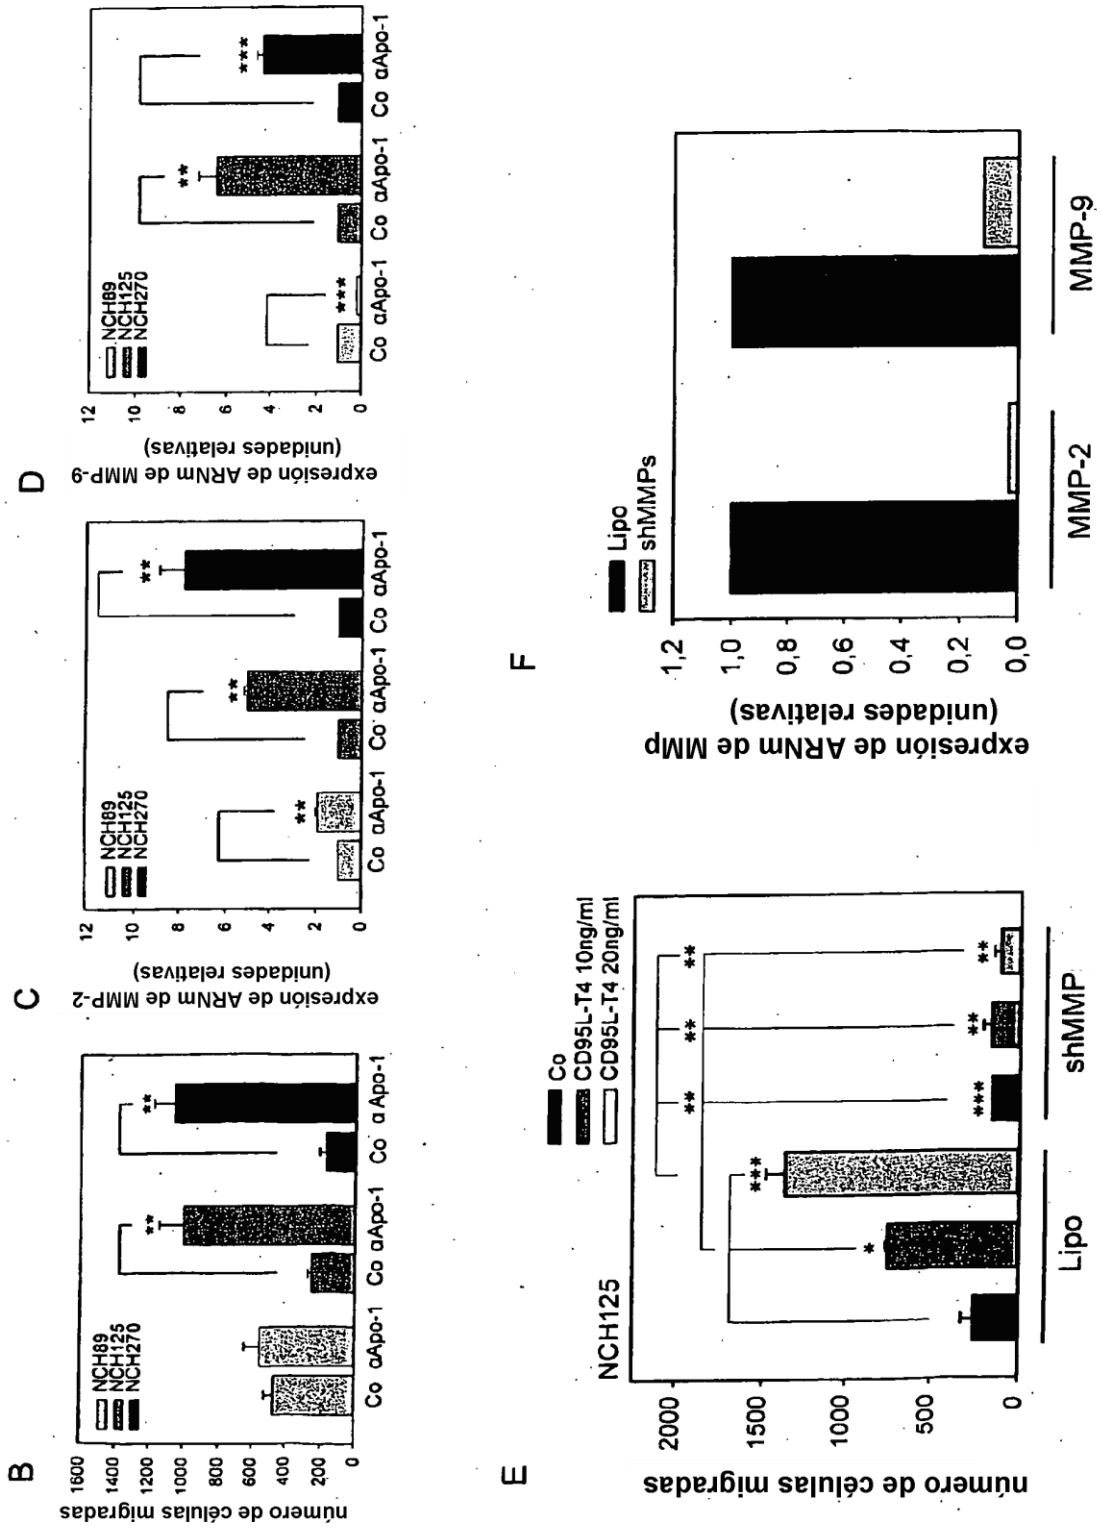 B
número de células migradas
1600
1400
1200
1000
800
600
400
200
0
NCH89
NCH125
NCH270
**
**
Co αApo-1
Co αApo-1
Co α Apo-1
C
expresión de ARNm de MMP-2
(unidades relativas)
12
10
8
6
4
2
0
NCH89
NCH125
NCH270
**
**
**
Co αApo-1
Co αApo-1
Co αApo-1
D
expresión de ARNm de MMP-9
(unidades relativas)
12
10
8
6
4
2
0
NCH89
NCH125
NCH270
***
**
***
Co αApo-1
Co αApo-1
Co αApo-1
E
número de células migradas
2000
1500
1000
500
0
NCH125
Co
CD95L-T4 10ng/ml
CD95L-T4 20ng/ml
**
**
**
*
***
***
**
**
Lipo
shMMP
F
expresión de ARNm de MMp
(unidades relativas)
1,2
1,0
0,8
0,6
0,4
0,2
0,0
Lipo
shMMPs
MMP-2
MMP-9